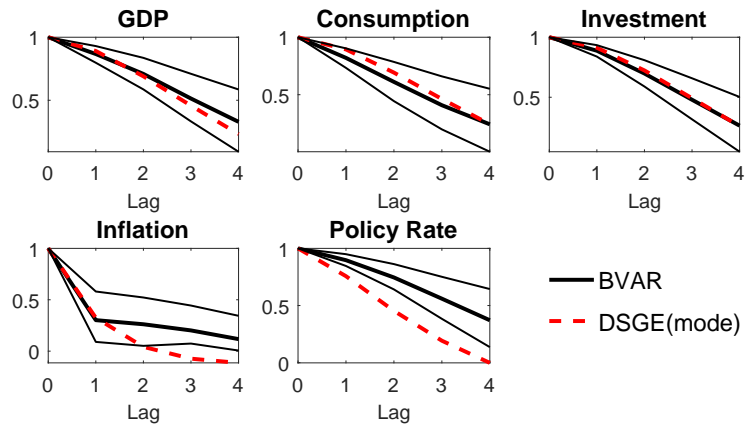 GDP
1
0.5
0 1 2 3 4
Lag
Consumption
1
0.5
0 1 2 3 4
Lag
Investment
1
0.5
0 1 2 3 4
Lag
Inflation
1
0.5
0
0 1 2 3 4
Lag
Policy Rate
1
0.5
0
0 1 2 3 4
Lag
BVAR
DSGE(mode)